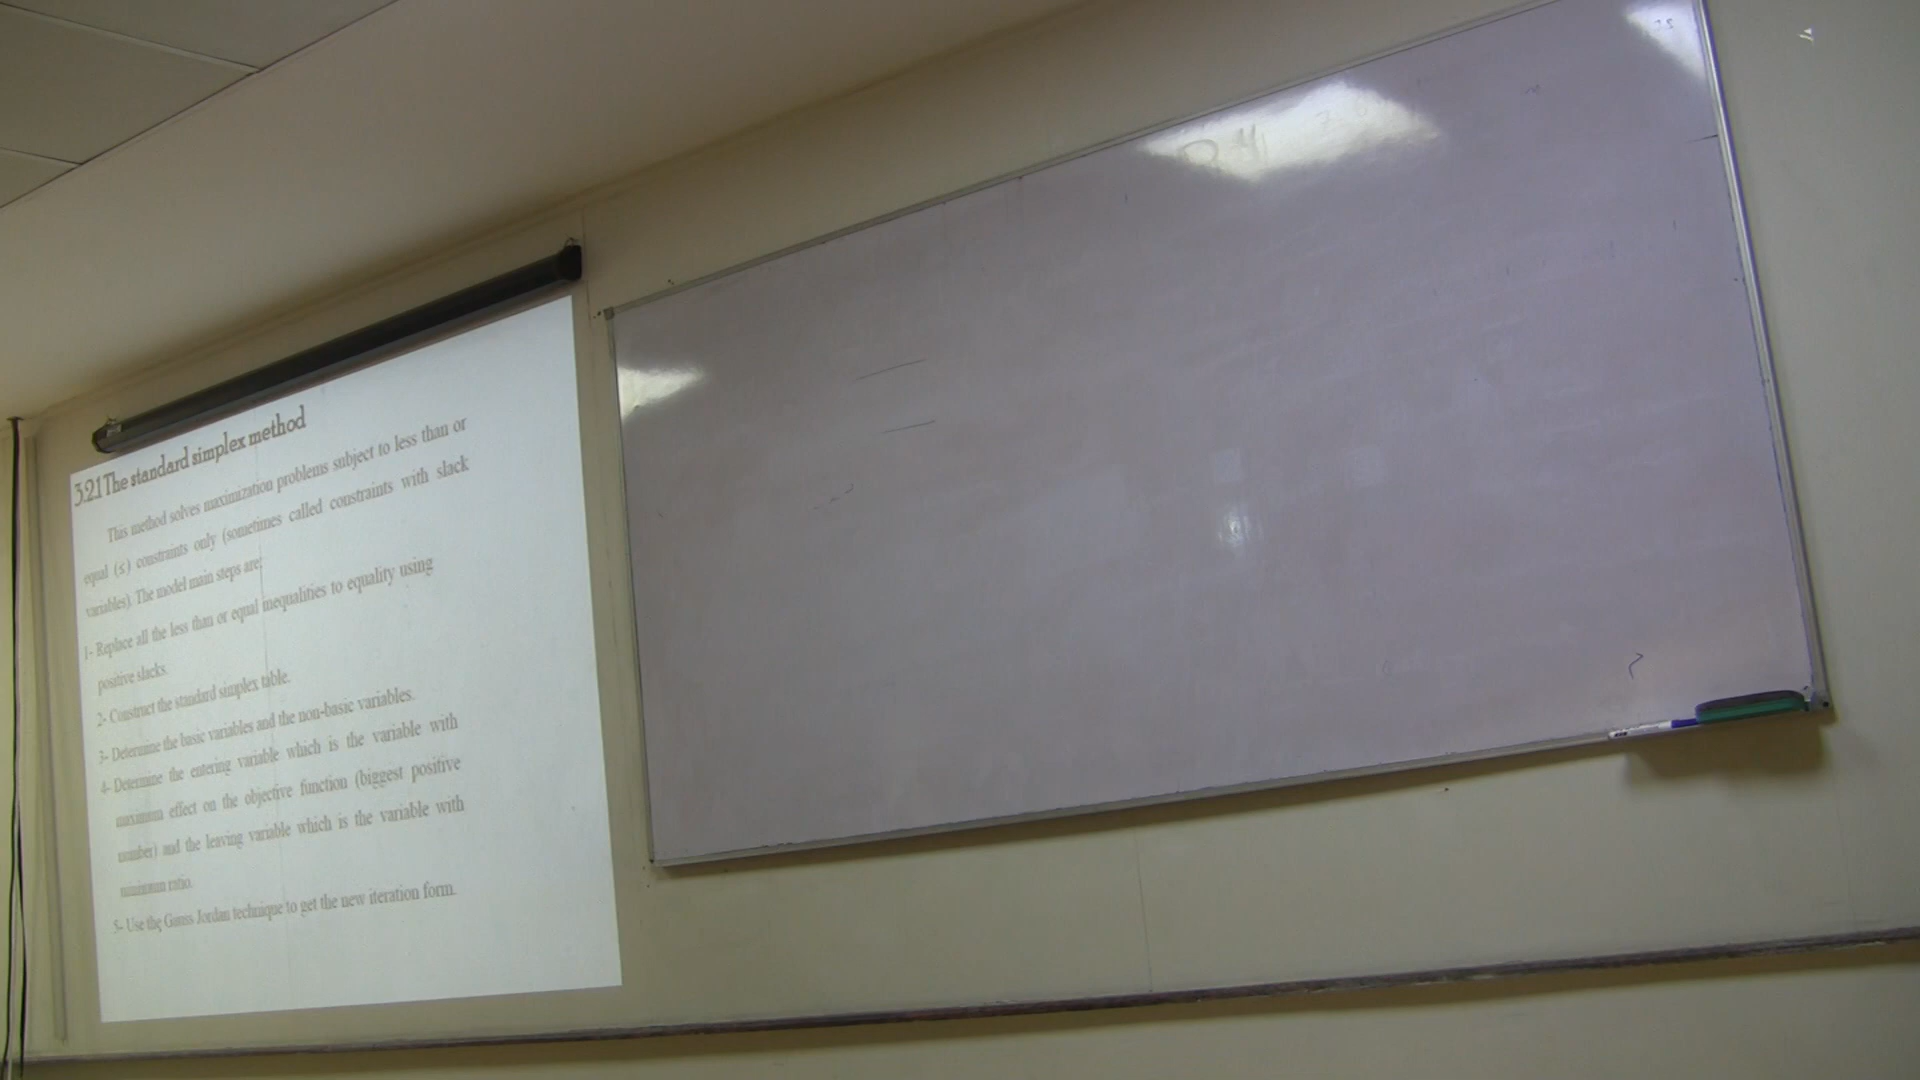 3.2.1 The standard simplex method
This method solves maximization problems subject to less than or
equal (≤) constraints only (sometimes called constraints with slack
variables). The model main steps are:
1- Replace all the less than or equal inequalities to equality using
positive slacks.
2- Construct the standard simplex table.
3- Determine the basic variables and the non-basic variables.
4- Determine the entering variable which is the variable with
maximum effect on the objective function (biggest positive
number) and the leaving variable which is the variable with
minimum ratio.
5- Use the Gauss Jordan technique to get the new iteration form.